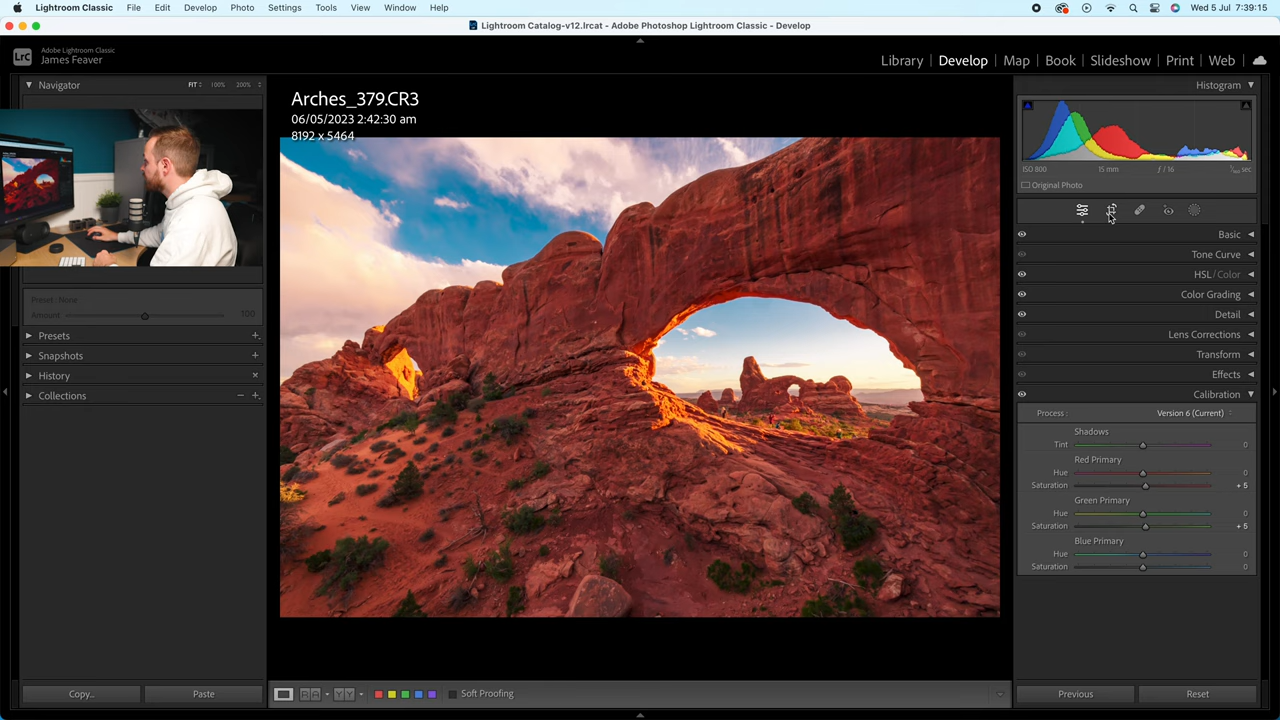 Lightroom Classic File Edit Develop Photo Settings Tools View Window Help Wed 5 Jul 7:39:15
Lightroom Catalog-v12.lrcat - Adobe Photoshop Lightroom Classic - Develop
LrC Adobe Lightroom Classic
James Feaver
Library Develop Map Book Slideshow Print Web
Navigator FIT 100% 200%
Histogram
Arches_379.CR3
06/05/2023 2:42:30 am
8192 x 5464
ISO 800 15 mm ƒ / 16
Original Photo
Basic
Tone Curve
HSL / Color
Color Grading
Detail
Lens Corrections
Transform
Effects
Calibration
Process : Version 6 (Current)
Shadows
Tint 0
Red Primary
Hue 0
Saturation + 5
Green Primary
Hue 0
Saturation + 5
Blue Primary
Hue 0
Saturation 0
Preset: None
Amount 100
Presets
Snapshots
History
Collections
Copy... Paste
RA YY Soft Proofing
Previous Reset